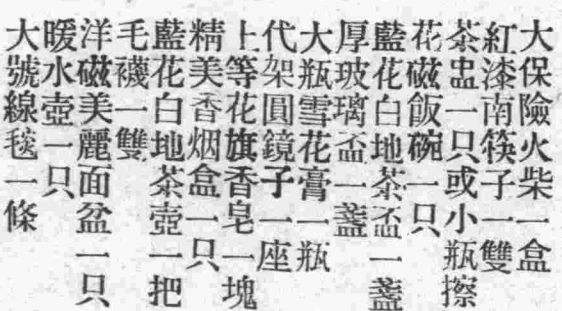 大保險火柴一盒
紅漆南筷子一雙
茶盅一只或小瓶擦
花磁飯碗一只
藍花白地茶盃一盞
厚玻璃盃一盞
大瓶雪花膏一瓶
代架圓鏡子一座
上等花旗香皂一塊
精美香烟盒一只
藍花白地茶壺一把
毛襪一雙
洋磁美麗面盆一只
暖水壺一只
大號線毯一條